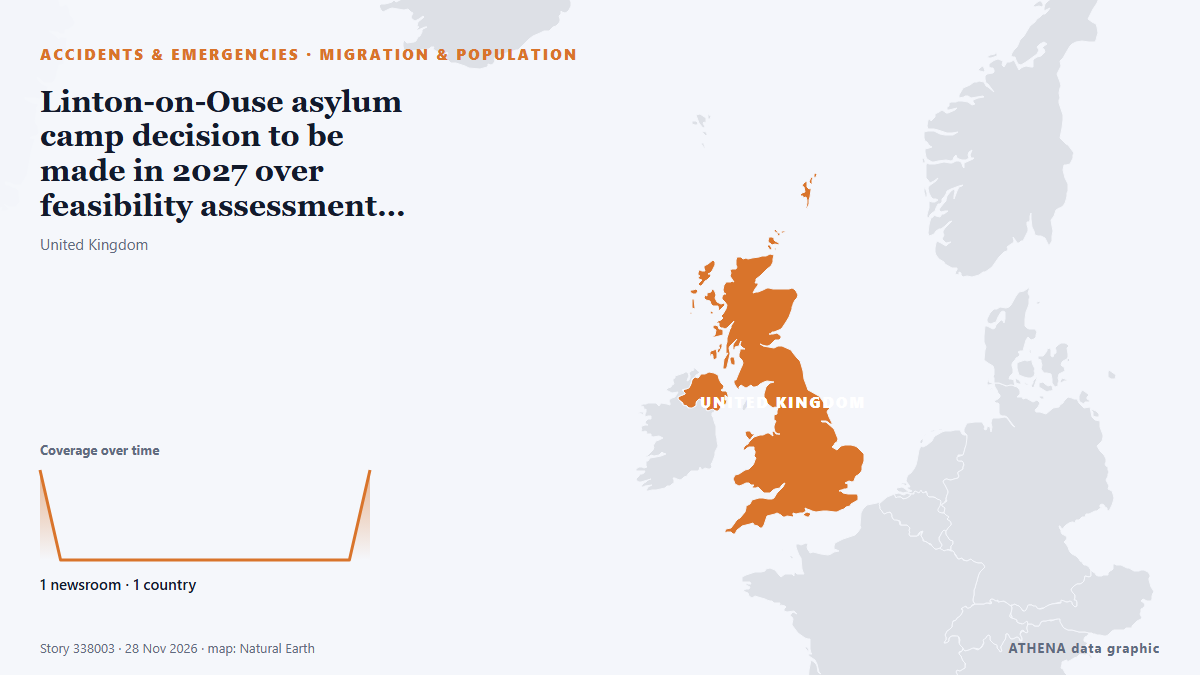 ACCIDENTS & EMERGENCIES · MIGRATION & POPULATION
Linton-on-Ouse asylum
camp decision to be
made in 2027 over
feasibility assessment...
United Kingdom
UNITED KINGDOM
Coverage over time
1 newsroom · 1 country
Story 338003 · 28 Nov 2026 · map: Natural Earth
ATHENA data graphic